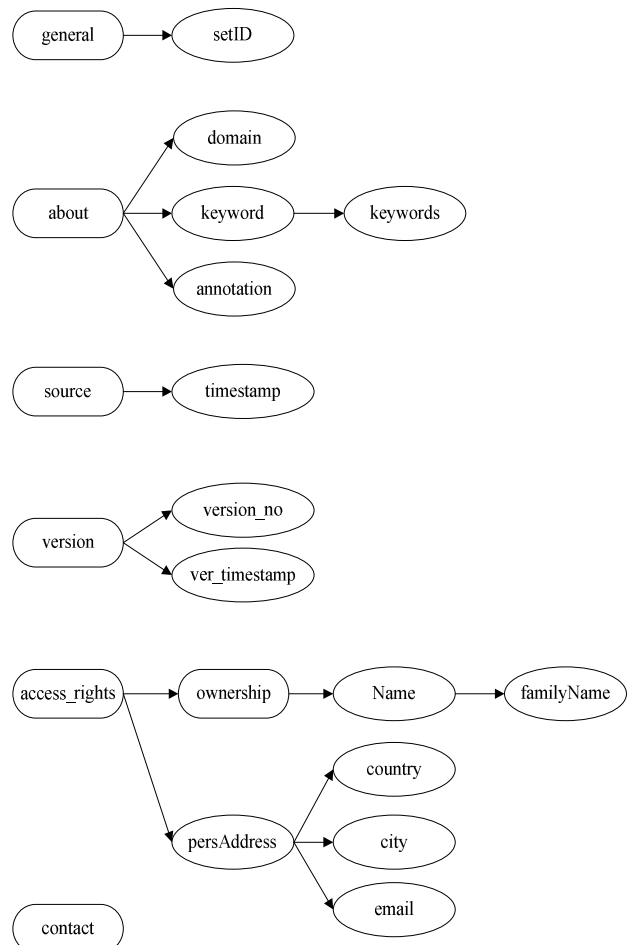 general
setID
domain
about
keyword
keywords
annotation
source
timestamp
version_no
version
ver_timestamp
access_rights
ownership
Name
familyName
country
persAddress
city
email
contact